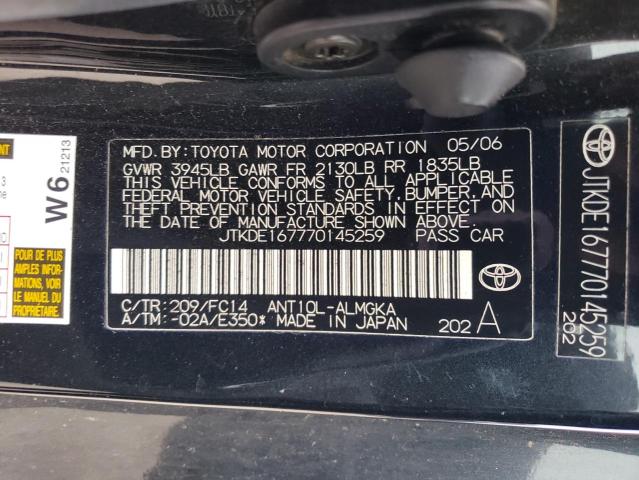 MFD. BY: TOYOTA MOTOR CORPORATION 05/06
GVWR 3945LB GAWR FR 2130LB RR 1835LB
THIS VEHICLE CONFORMS TO ALL APPLICABLE
FEDERAL MOTOR VEHICLE SAFETY, BUMPER, AND
THEFT PREVENTION STANDARDS IN EFFECT ON
THE DATE OF MANUFACTURE SHOWN ABOVE.
JTKDE167770145259 PASS CAR
C/TR: 209/FC14 ANT10L-ALMGKA
A/TM: -02A/E350* MADE IN JAPAN 202 A
JTKDE167770145259
202
W6 21213
POUR DE PLUS
AMPLES INFOR-
MATIONS, VOIR
LE MANUEL DE